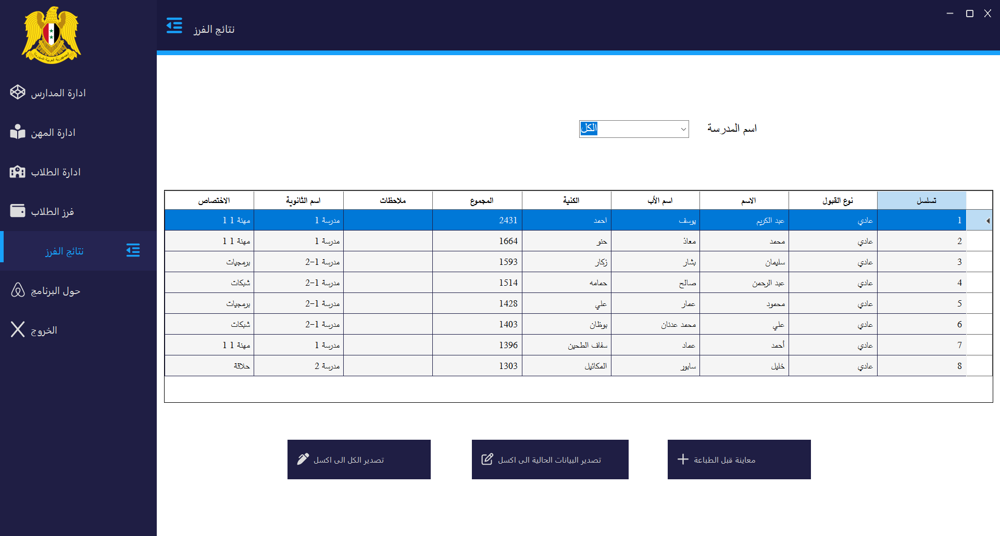 الجمهورية العربية السورية
نتائج الفرز
ادارة المدارس
ادارة المهن
ادارة الطلاب
فرز الطلاب
نتائج الفرز
حول البرنامج
الخروج
اسم المدرسة الكل
تسلسل نوع القبول الاسم اسم الأب الكنية المجموع ملاحظات اسم الثانوية الاختصاص
1 عادي عبد الكريم يوسف احمد 2431 مدرسة 1 مهنة 1 1
2 عادي محمد معاذ حنو 1664 مدرسة 1 مهنة 1 1
3 عادي سليمان بشار زكار 1593 مدرسة 1-2 برمجيات
4 عادي عبد الرحمن صالح حمامه 1514 مدرسة 1-2 شبكات
5 عادي محمود عمار علي 1428 مدرسة 1-2 برمجيات
6 عادي علي محمد عدنان بوظان 1403 مدرسة 1-2 شبكات
7 عادي أحمد عماد سفاف الطحين 1396 مدرسة 1 مهنة 1 1
8 عادي خليل سابور المكائيل 1303 مدرسة 2 حلاقة
معاينة قبل الطباعة
تصدير البيانات الحالية الى اكسل
تصدير الكل الى اكسل